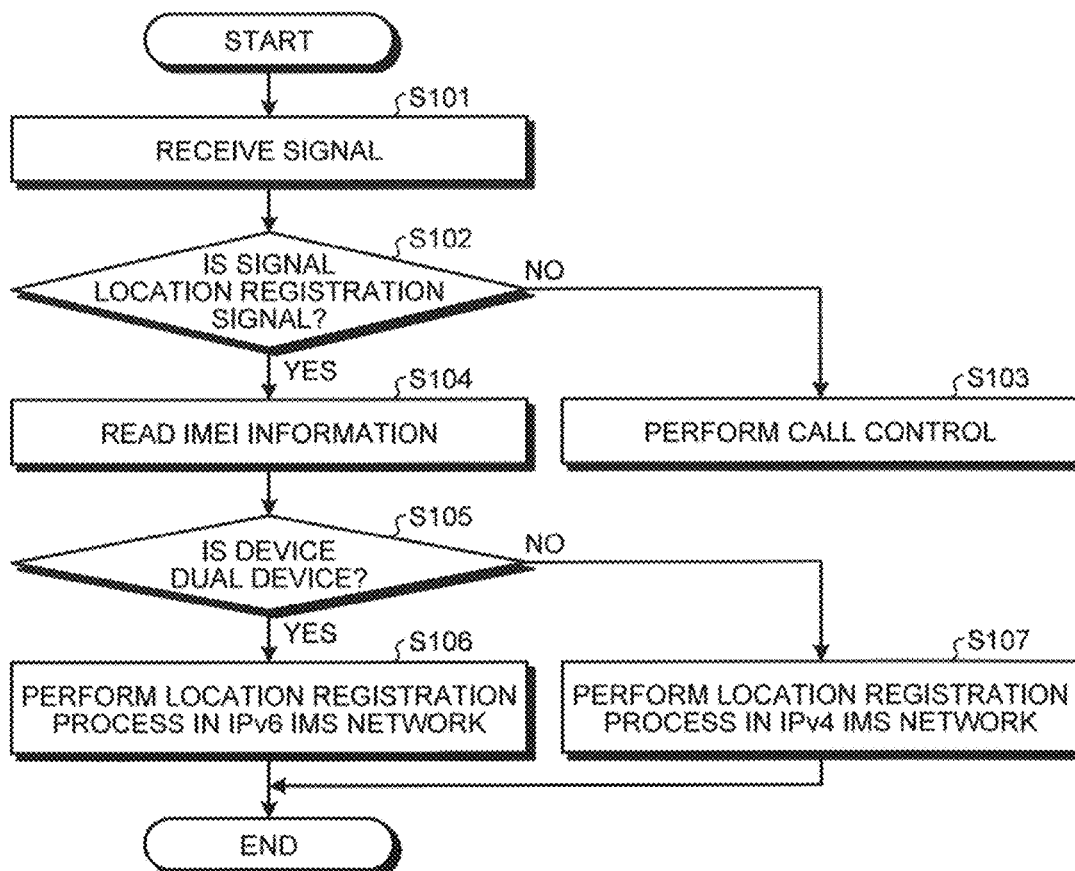 START
S101
RECEIVE SIGNAL
S102
IS SIGNAL
LOCATION REGISTRATION
SIGNAL?
NO
YES
S104
S103
READ IMEI INFORMATION
PERFORM CALL CONTROL
S105
IS DEVICE
DUAL DEVICE?
NO
YES
S106
S107
PERFORM LOCATION REGISTRATION
PROCESS IN IPv6 IMS NETWORK
PERFORM LOCATION REGISTRATION
PROCESS IN IPv4 IMS NETWORK
END